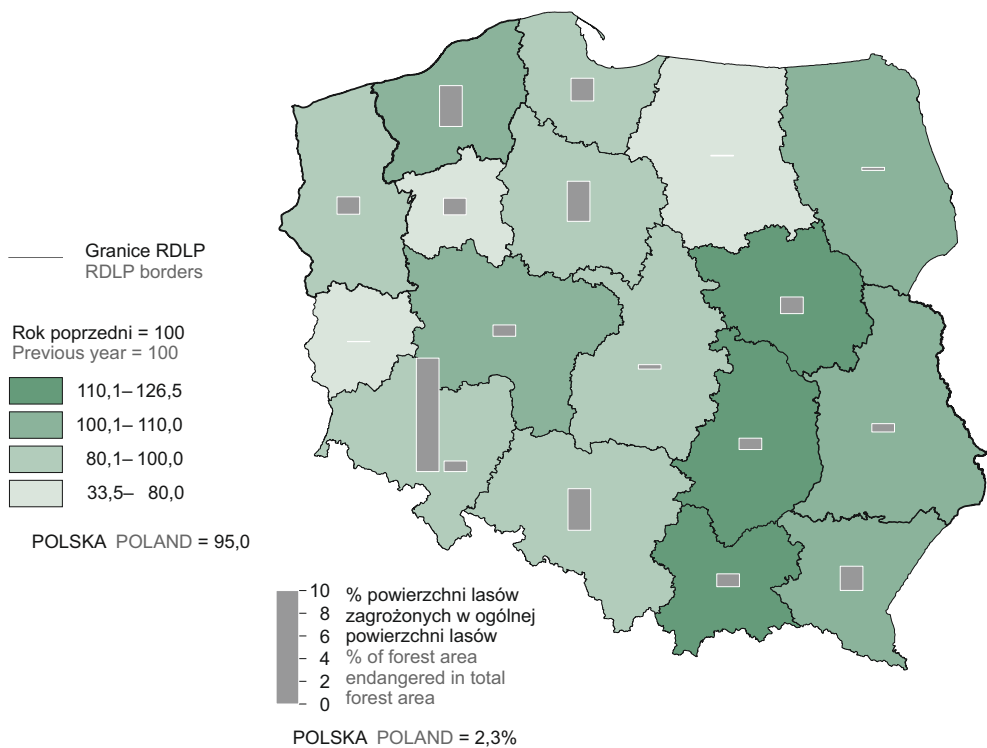 Granice RDLP
RDLP borders
Rok poprzedni = 100
Previous year = 100
110,1– 126,5
100,1– 110,0
80,1– 100,0
33,5– 80,0
POLSKA POLAND = 95,0
10
8
6
4
2
0
% powierzchni lasów
zagrożonych w ogólnej
powierzchni lasów
% of forest area
endangered in total
forest area
POLSKA POLAND = 2,3%